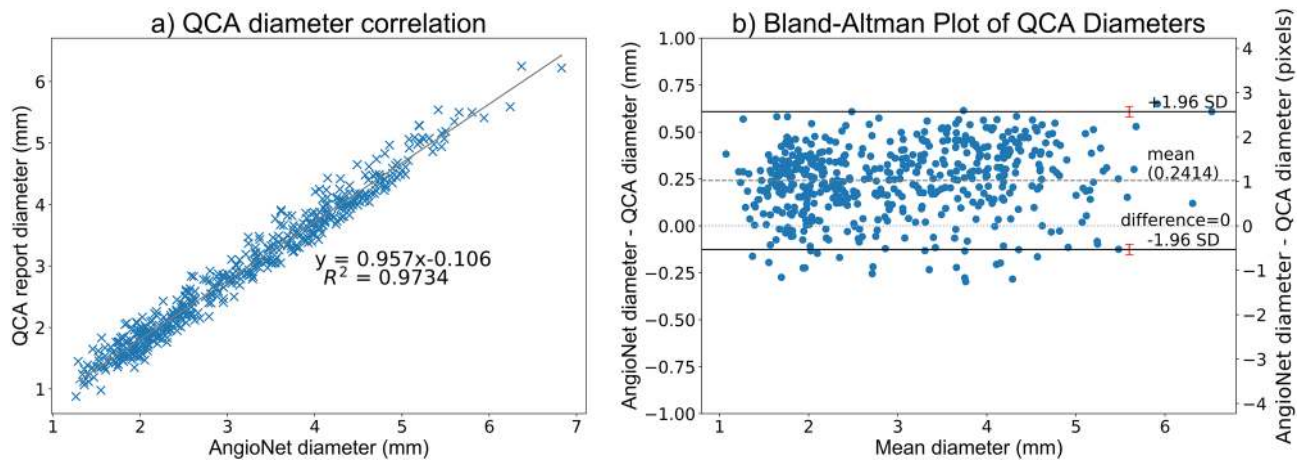 a) QCA diameter correlation
QCA report diameter (mm)
6
5
4
3
2
1
y = 0.957x-0.106
R² = 0.9734
1 2 3 4 5 6 7
AngioNet diameter (mm)
b) Bland-Altman Plot of QCA Diameters
AngioNet diameter - QCA diameter (mm)
1.00
0.75
0.50
0.25
0.00
−0.25
−0.50
−0.75
−1.00
+1.96 SD
mean
(0.2414)
difference=0
-1.96 SD
1 2 3 4 5 6
Mean diameter (mm)
4
3
2
1
0
−1
−2
−3
−4
AngioNet diameter - QCA diameter (pixels)